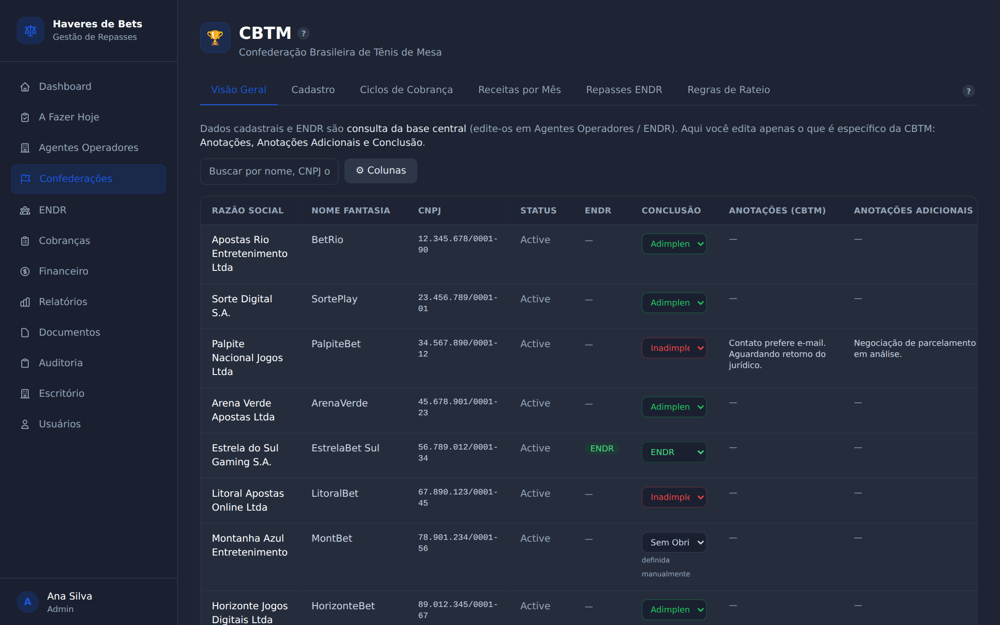 Haveres de Bets
Gestão de Repasses
Dashboard
A Fazer Hoje
Agentes Operadores
Confederações
ENDR
Cobranças
Financeiro
Relatórios
Documentos
Auditoria
Escritório
Usuários
A
Ana Silva
Admin
CBTM ?
Confederação Brasileira de Tênis de Mesa
Visão Geral Cadastro Ciclos de Cobrança Receitas por Mês Repasses ENDR Regras de Rateio ?
Dados cadastrais e ENDR são consulta da base central (edite-os em Agentes Operadores / ENDR). Aqui você edita apenas o que é específico da CBTM:
Anotações, Anotações Adicionais e Conclusão.
Buscar por nome, CNPJ o
⚙ Colunas
RAZÃO SOCIAL NOME FANTASIA CNPJ STATUS ENDR CONCLUSÃO ANOTAÇÕES (CBTM) ANOTAÇÕES ADICIONAIS
Apostas Rio
Entretenimento
Ltda
BetRio
12.345.678/0001-
90
Active
—
Adimplen
—
—
Sorte Digital
S.A.
SortePlay
23.456.789/0001-
01
Active
—
Adimplen
—
—
Palpite
Nacional Jogos
Ltda
PalpiteBet
34.567.890/0001-
12
Active
—
Inadimple
Contato prefere e-mail.
Aguardando retorno do
jurídico.
Negociação de parcelamento
em análise.
Arena Verde
Apostas Ltda
ArenaVerde
45.678.901/0001-
23
Active
—
Adimplen
—
—
Estrela do Sul
Gaming S.A.
EstrelaBet Sul
56.789.012/0001-
34
Active
ENDR
ENDR
—
—
Litoral Apostas
Online Ltda
LitoralBet
67.890.123/0001-
45
Active
—
Inadimple
—
—
Montanha Azul
Entretenimento
MontBet
78.901.234/0001-
56
Active
—
Sem Obri
definida
manualmente
—
—
Horizonte Jogos
Digitais Ltda
HorizonteBet
89.012.345/0001-
67
Active
—
Adimplen
—
—